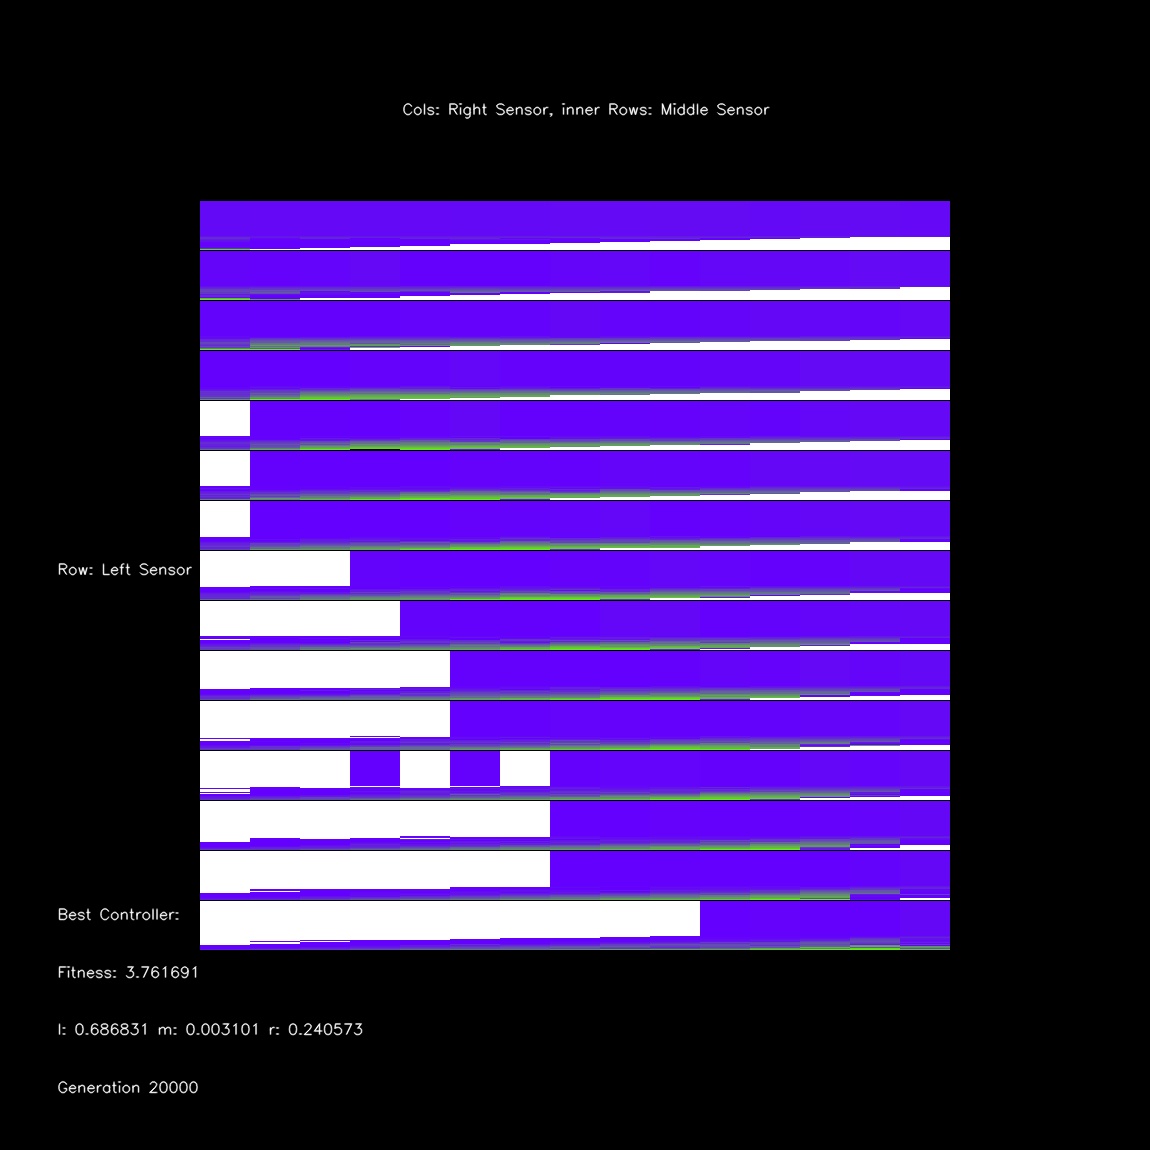 Cols: Right Sensor, inner Rows: Middle Sensor
Row: Left Sensor
Best Controller:
Fitness: 3.761691
l: 0.686831 m: 0.003101 r: 0.240573
Generation 20000